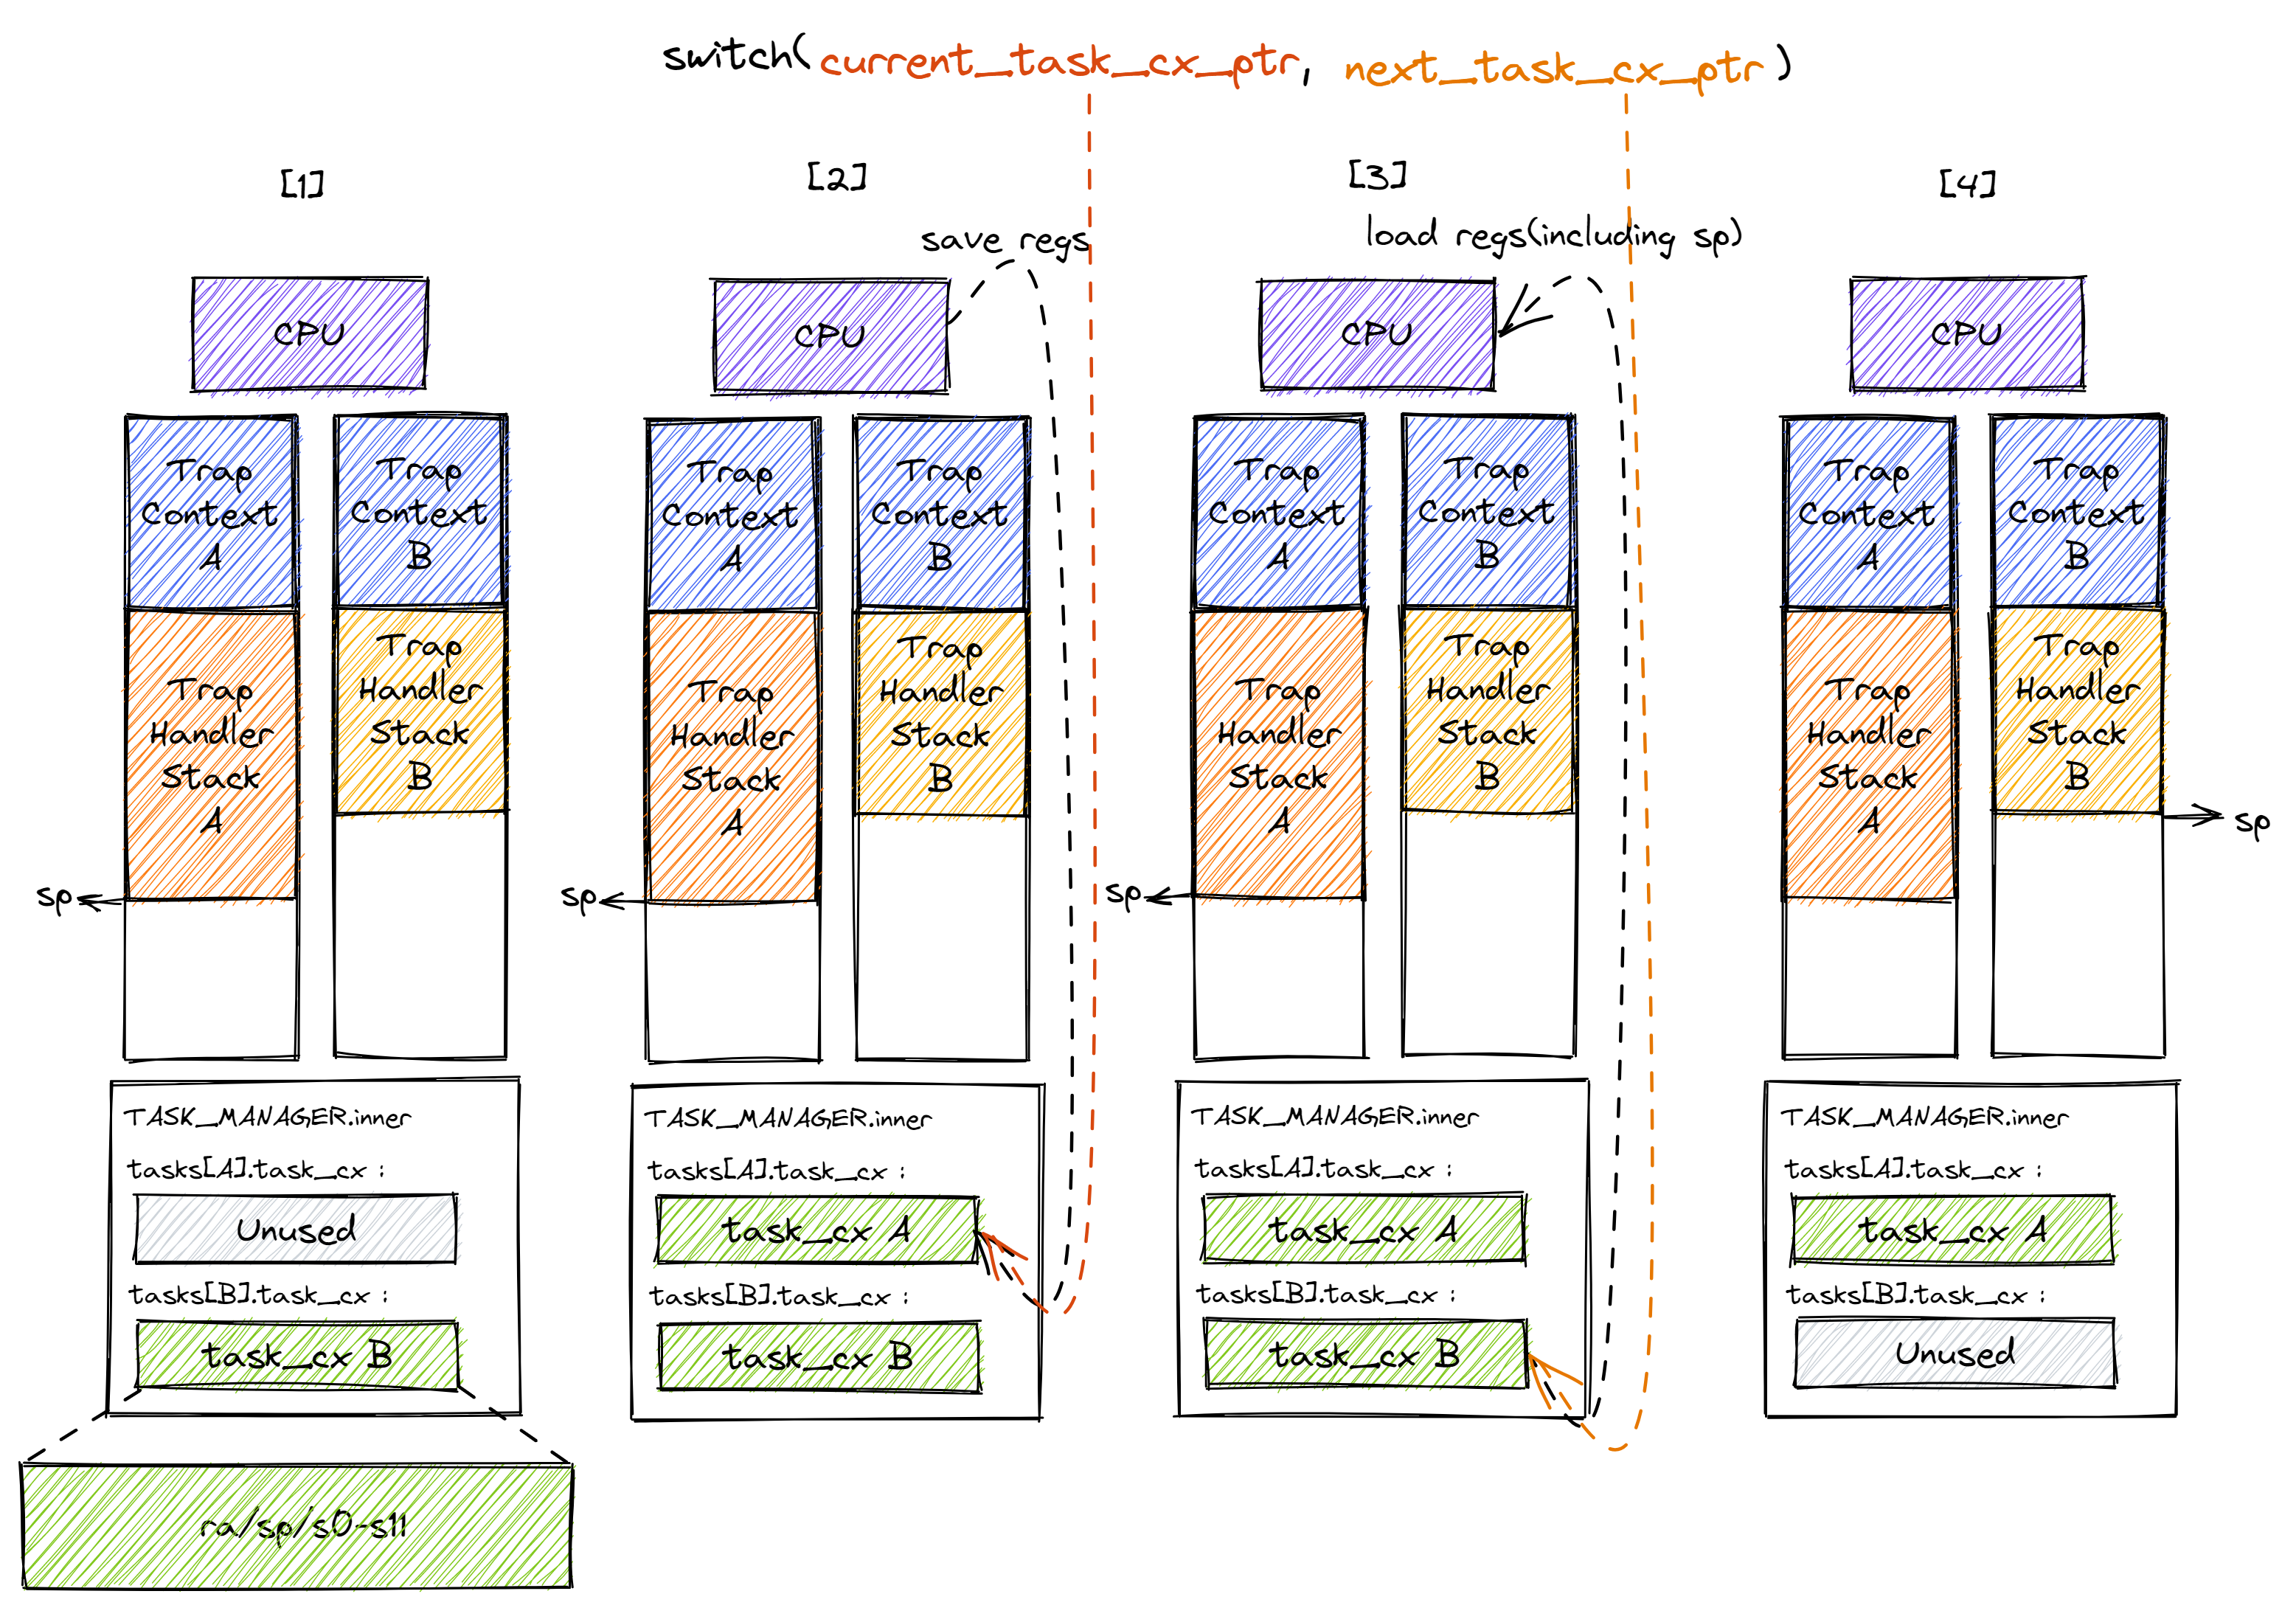 switch(current_task_cx_ptr, next_task_cx_ptr)
[1]
CPU
Trap
Context
A
Trap
Context
B
Trap
Handler
Stack
A
Trap
Handler
Stack
B
sp
TASK_MANAGER.inner
tasks[A].task_cx :
Unused
tasks[B].task_cx :
task_cx B
ra/sp/s0-s11
[2]
save regs
CPU
Trap
Context
A
Trap
Context
B
Trap
Handler
Stack
A
Trap
Handler
Stack
B
sp
TASK_MANAGER.inner
tasks[A].task_cx :
task_cx A
tasks[B].task_cx :
task_cx B
[3]
load regs(including sp)
CPU
Trap
Context
A
Trap
Context
B
Trap
Handler
Stack
A
Trap
Handler
Stack
B
sp
TASK_MANAGER.inner
tasks[A].task_cx :
task_cx A
tasks[B].task_cx :
task_cx B
[4]
CPU
Trap
Context
A
Trap
Context
B
Trap
Handler
Stack
A
Trap
Handler
Stack
B
sp
TASK_MANAGER.inner
tasks[A].task_cx :
task_cx A
tasks[B].task_cx :
Unused